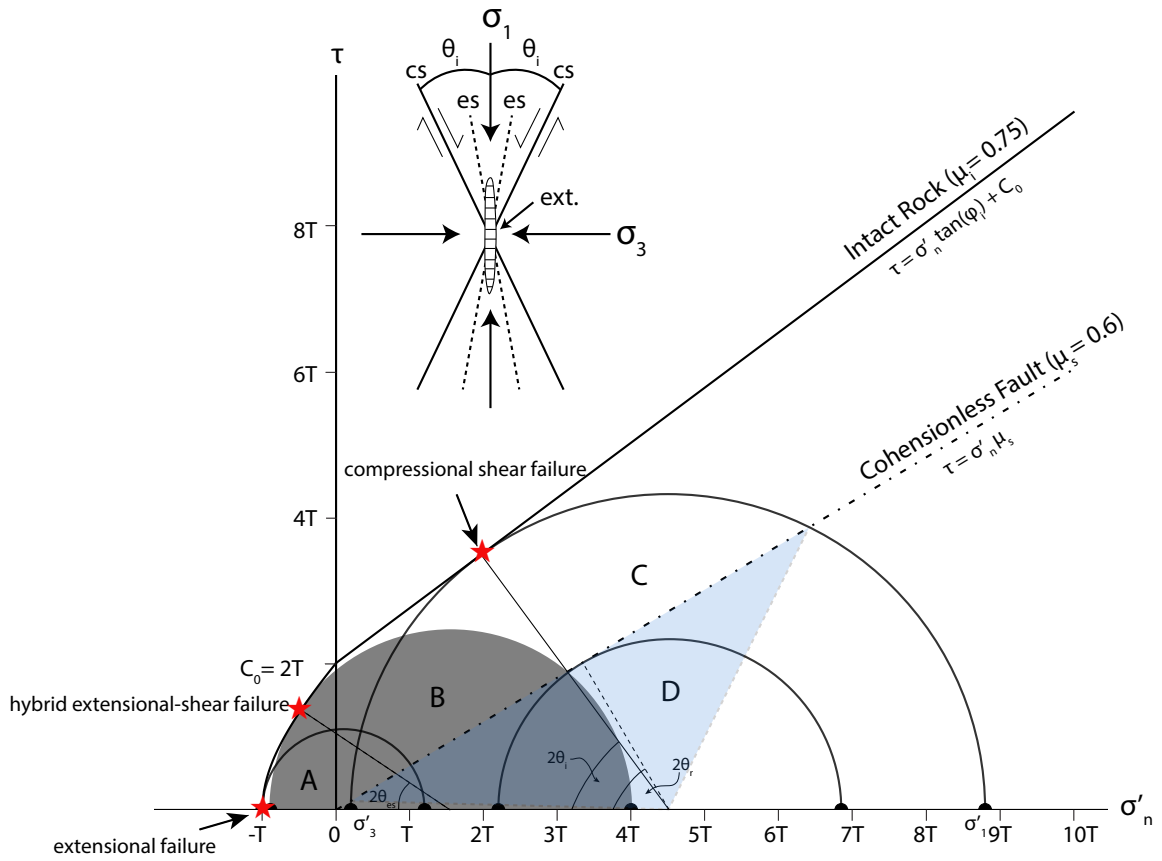 σ₁
τ
θᵢ θᵢ
cs cs
es es
ext.
σ₃
8T
6T
4T
Intact Rock (μᵢ = 0.75)
τ = σ′ₙ tan(φᵢ) + C₀
Cohensionless Fault (μₛ = 0.6)
τ = σ′ₙ μₛ
compressional shear failure
C
C₀ = 2T
hybrid extensional-shear failure
B
D
A
2θᵢ
2θᵣ
2θₑₛ
σ′ₙ
-T 0 σ′₃ T 2T 3T 4T 5T 6T 7T 8T σ′₁ 9T 10T
extensional failure